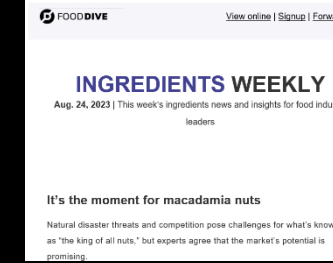 FOODDIVE
View online | Signup | Forw
INGREDIENTS WEEKLY
Aug. 24, 2023 | This week's ingredients news and insights for food indu
leaders
It's the moment for macadamia nuts
Natural disaster threats and competition pose challenges for what's know
as "the king of all nuts," but experts agree that the market's potential is
promising.